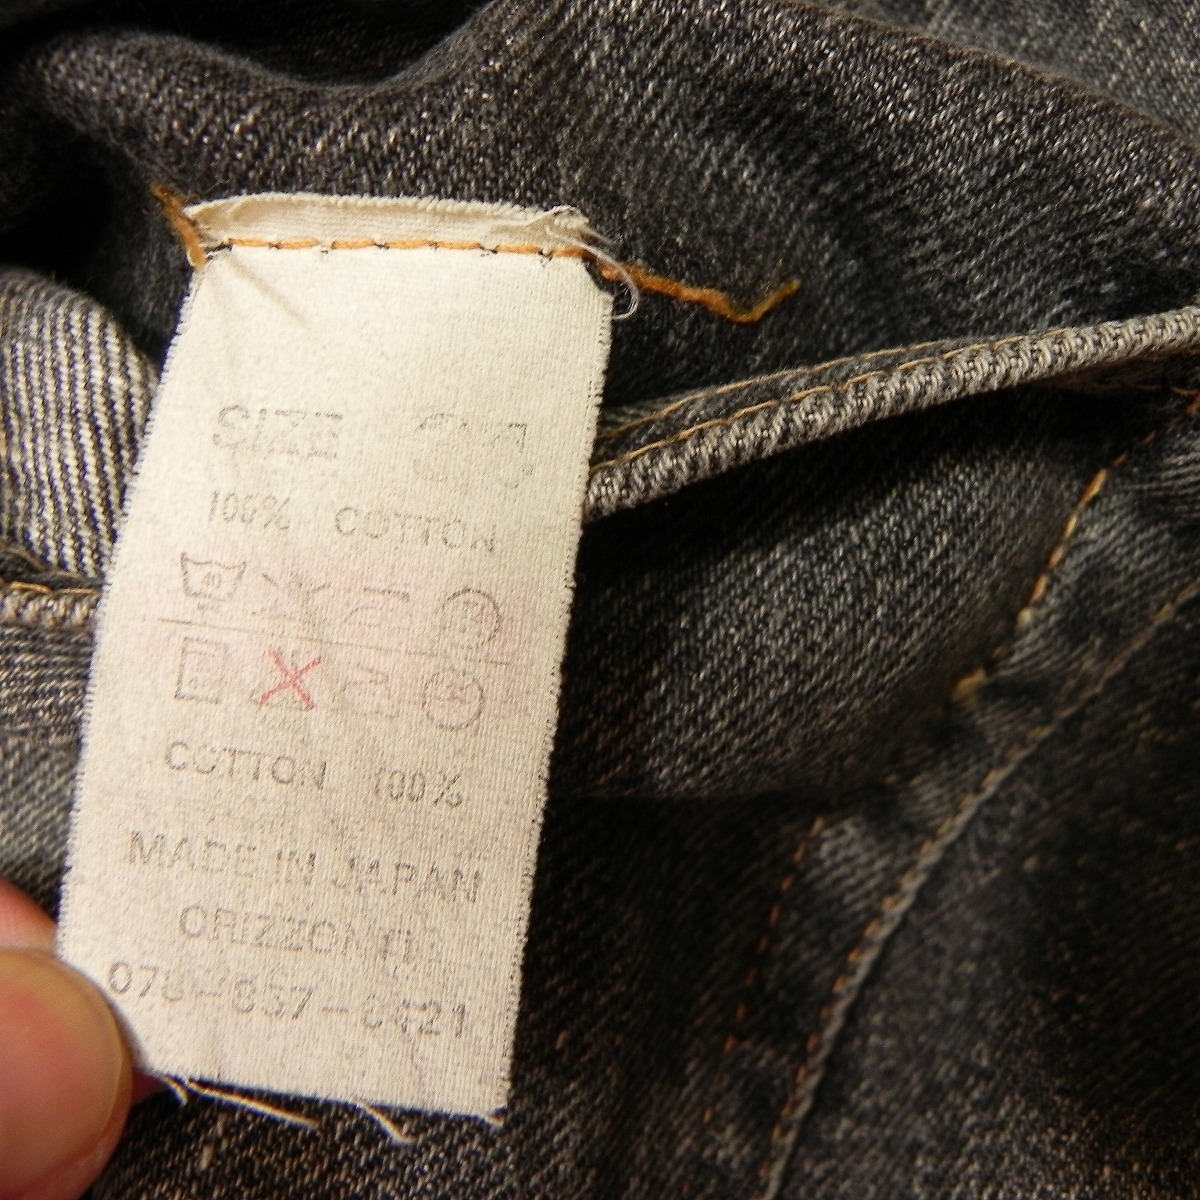 SIZE
100% COTTON
COTTON 100%
MADE IN JAPAN
ORIZZONTI